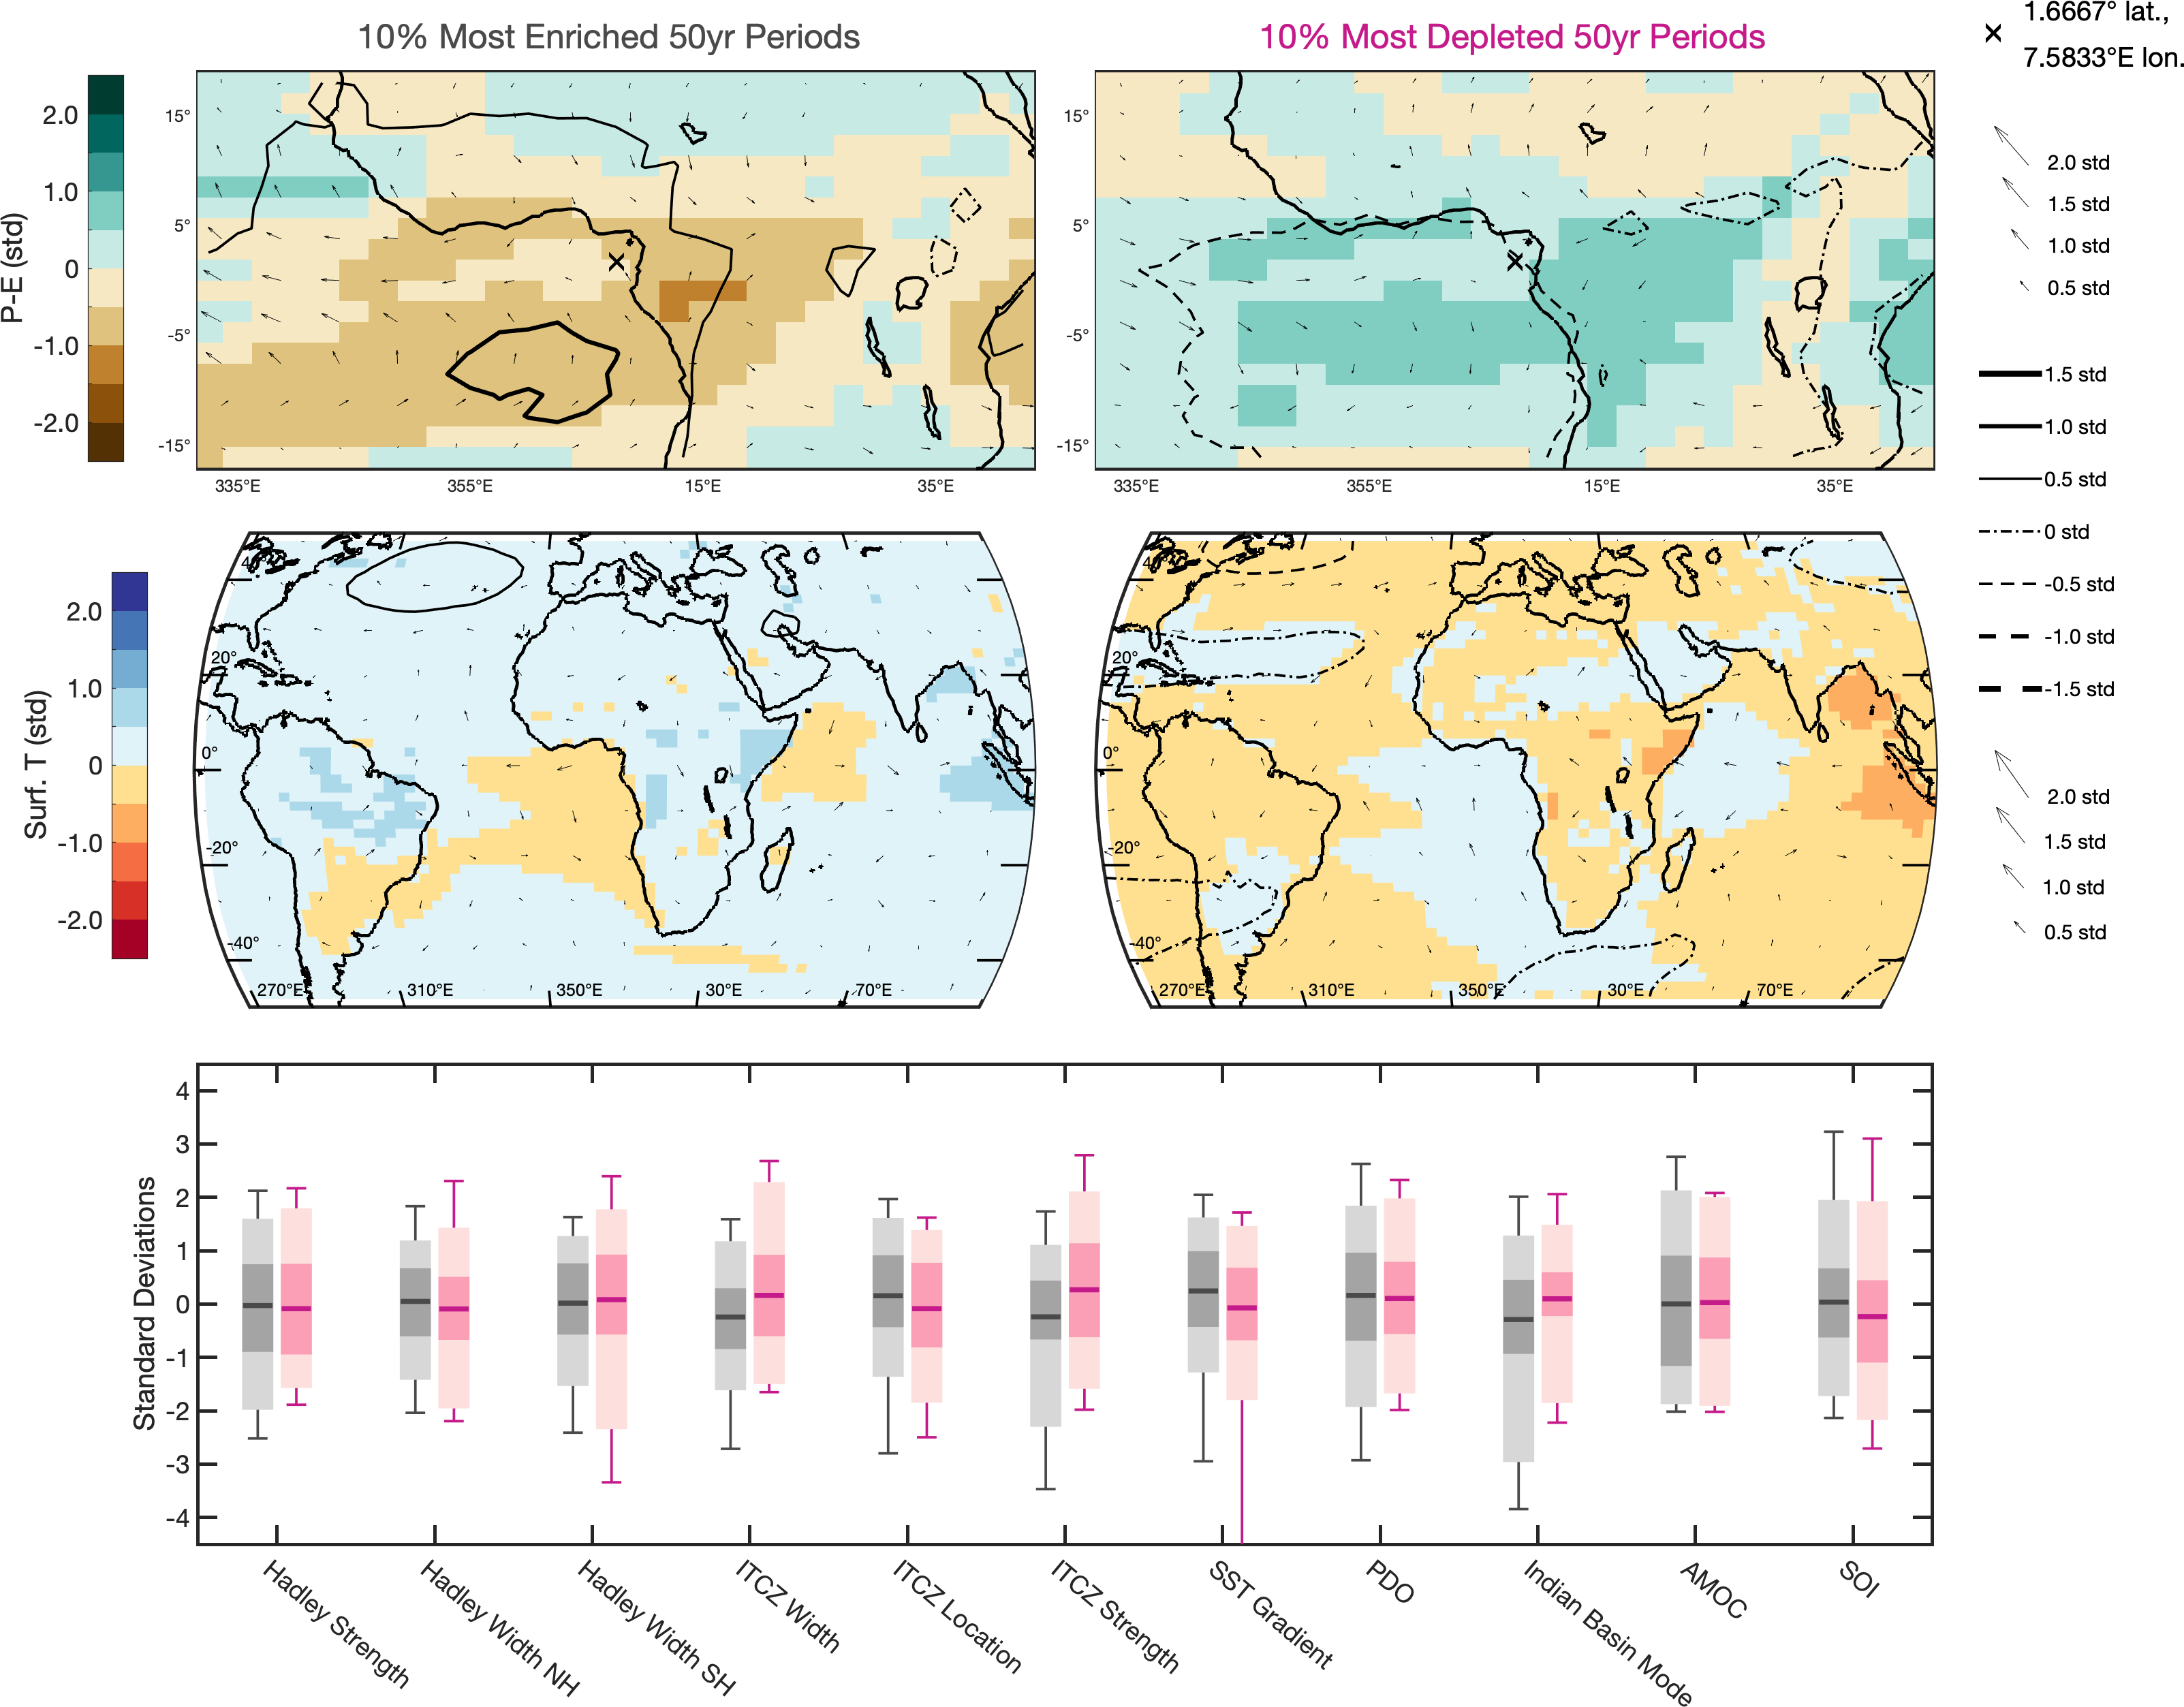 10% Most Enriched 50yr Periods
10% Most Depleted 50yr Periods
1.6667° lat.,
7.5833°E lon.
P-E (std)
2.0
1.0
0
-1.0
-2.0
15°
5°
-5°
-15°
335°E 355°E 15°E 35°E
15°
5°
-5°
-15°
335°E 355°E 15°E 35°E
2.0 std
1.5 std
1.0 std
0.5 std
1.5 std
1.0 std
0.5 std
0 std
-0.5 std
-1.0 std
-1.5 std
Surf. T (std)
2.0
1.0
0
-1.0
-2.0
20°
0°
-20°
-40°
270°E 310°E 350°E 30°E 70°E
20°
0°
-20°
-40°
270°E 310°E 350°E 30°E 70°E
2.0 std
1.5 std
1.0 std
0.5 std
Standard Deviations
4
3
2
1
0
-1
-2
-3
-4
Hadley Strength
Hadley Width NH
Hadley Width SH
ITCZ Width
ITCZ Location
ITCZ Strength
SST Gradient
PDO
Indian Basin Mode
AMOC
SOI